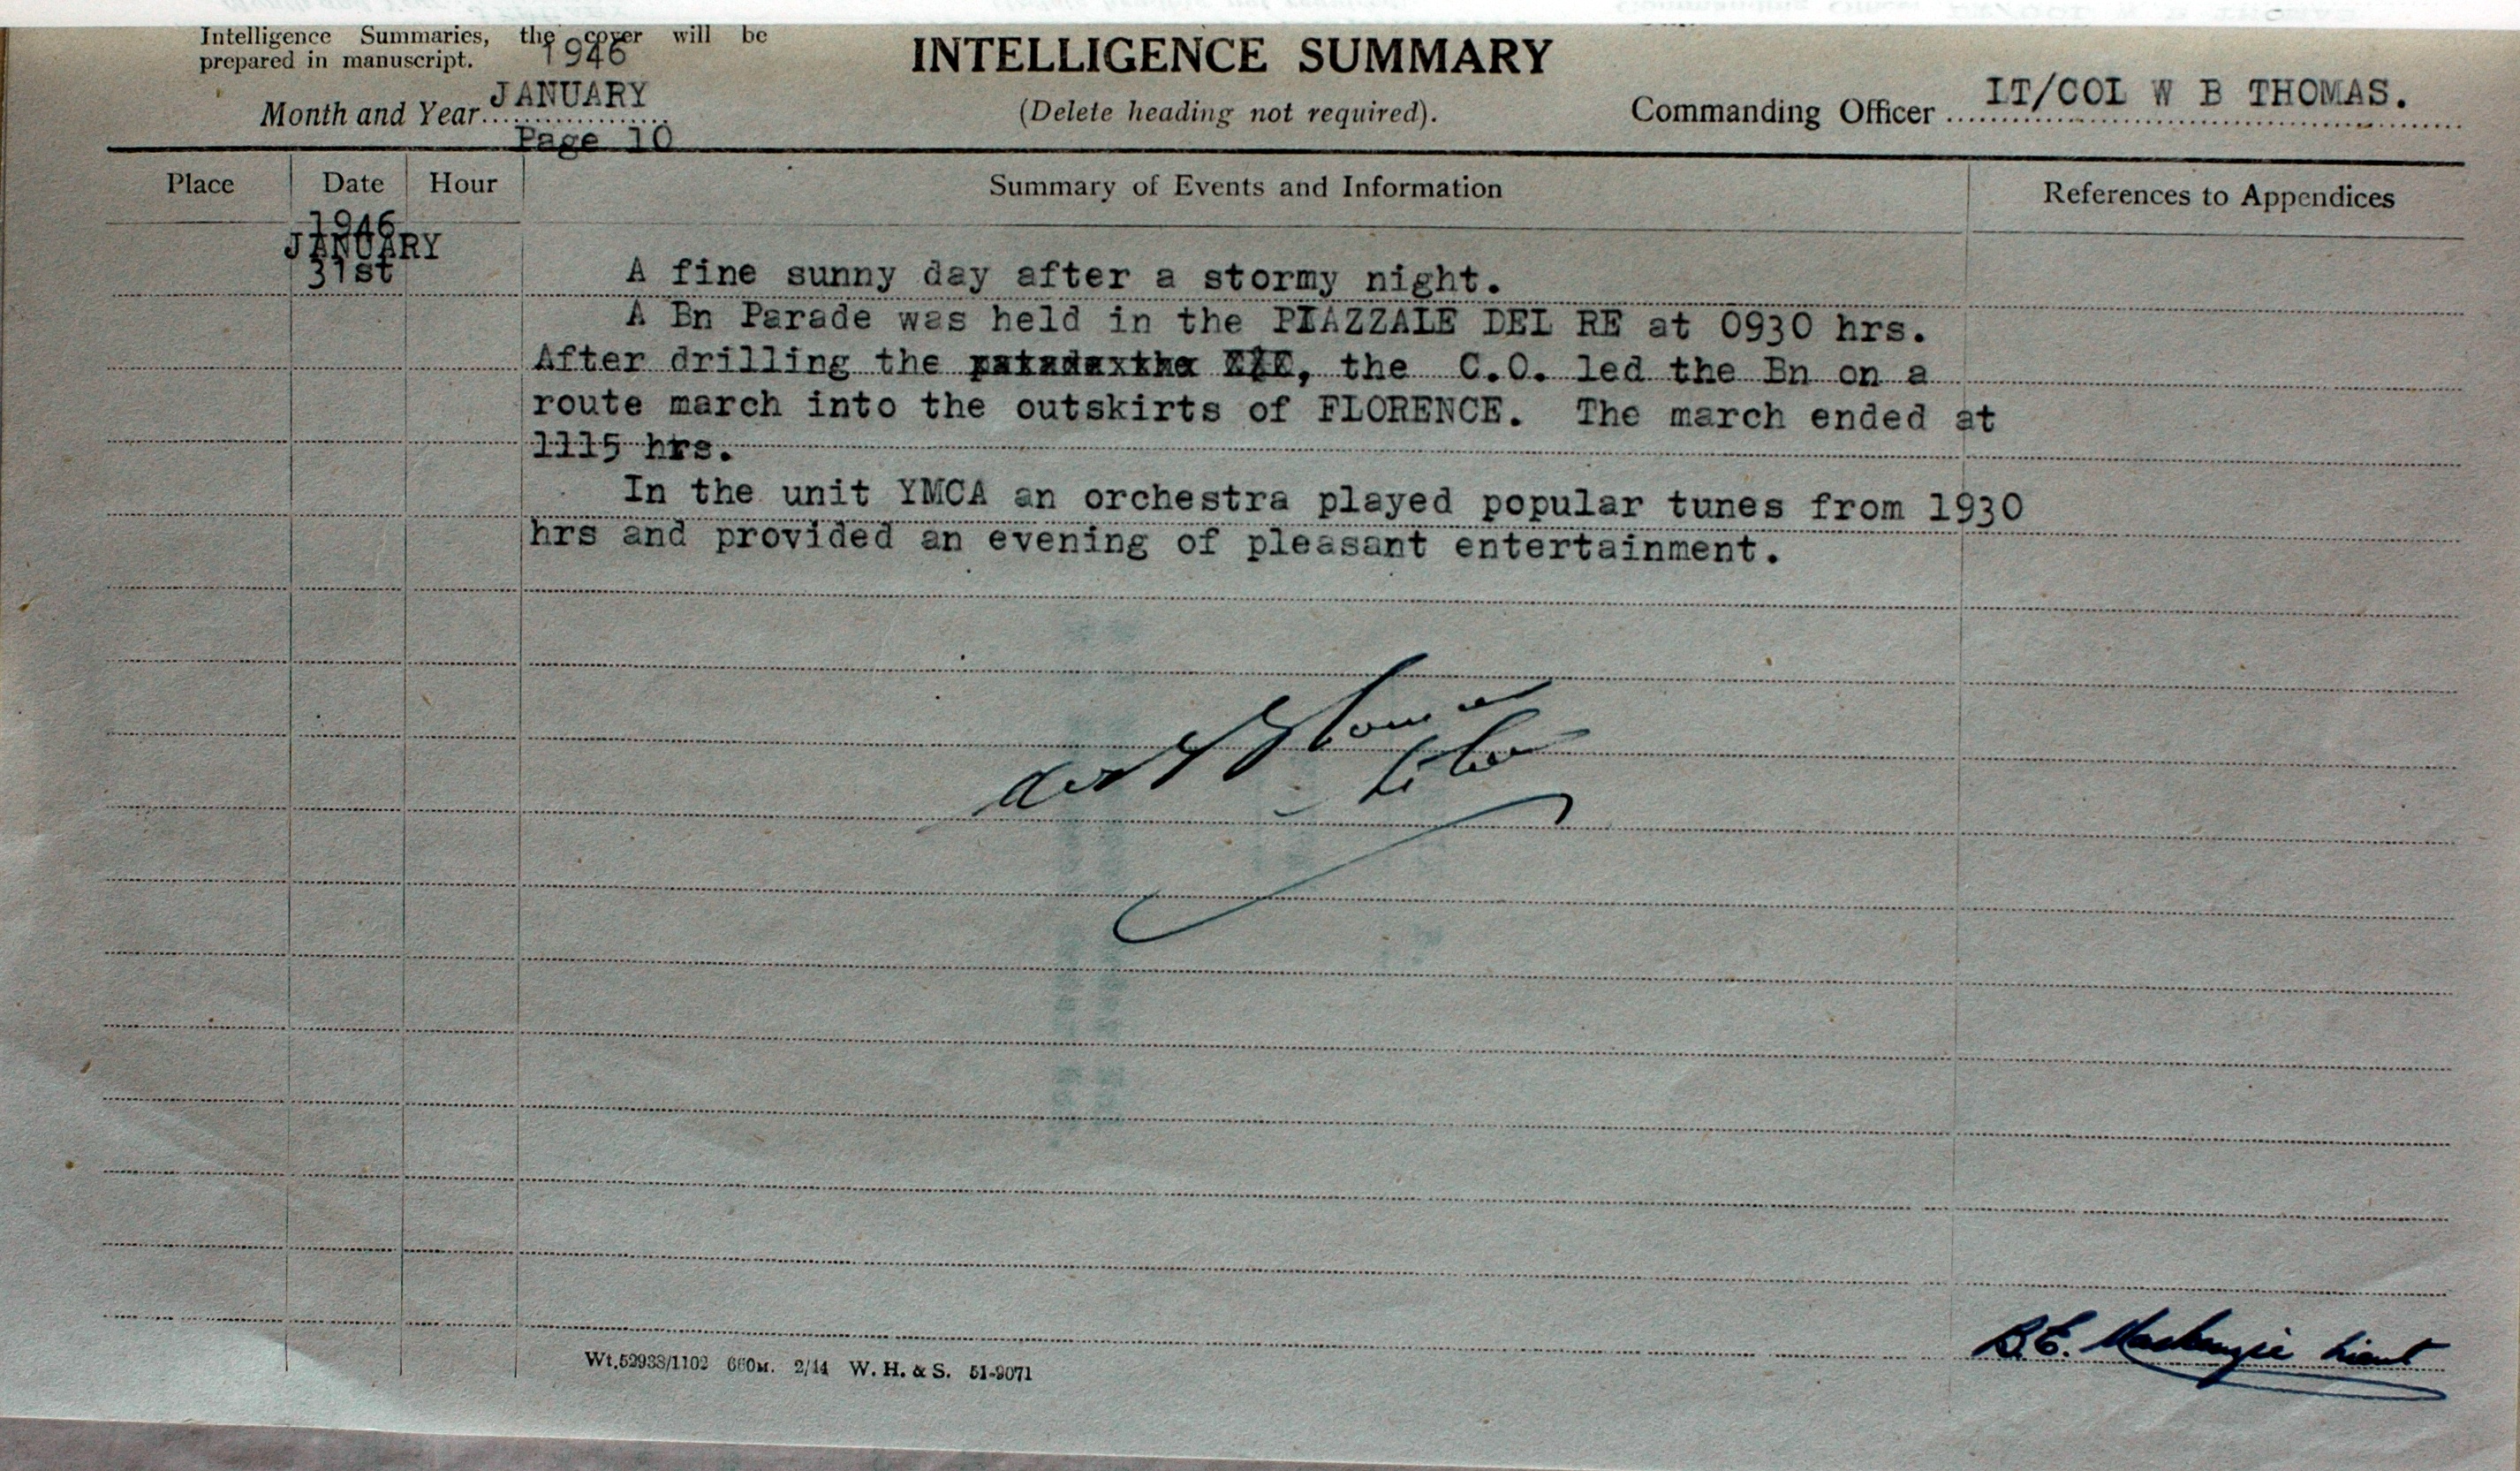 Intelligence Summaries, the cover will be
prepared in manuscript.
1946
INTELLIGENCE SUMMARY
Month and Year JANUARY
(Delete heading not required).
Commanding Officer LT/COL W B THOMAS.
Page 10
Place Date Hour Summary of Events and Information References to Appendices
1946
JANUARY
31st
A fine sunny day after a stormy night.
A Bn Parade was held in the PIAZZALE DEL RE at 0930 hrs.
After drilling the , the C.O. led the Bn on a
route march into the outskirts of FLORENCE. The march ended at
1115 hrs.
In the unit YMCA an orchestra played popular tunes from 1930
hrs and provided an evening of pleasant entertainment.
B.E. Mackenzie Lieut
Wt.52938/1102 660M. 2/44 W. H. & S. 51-9071